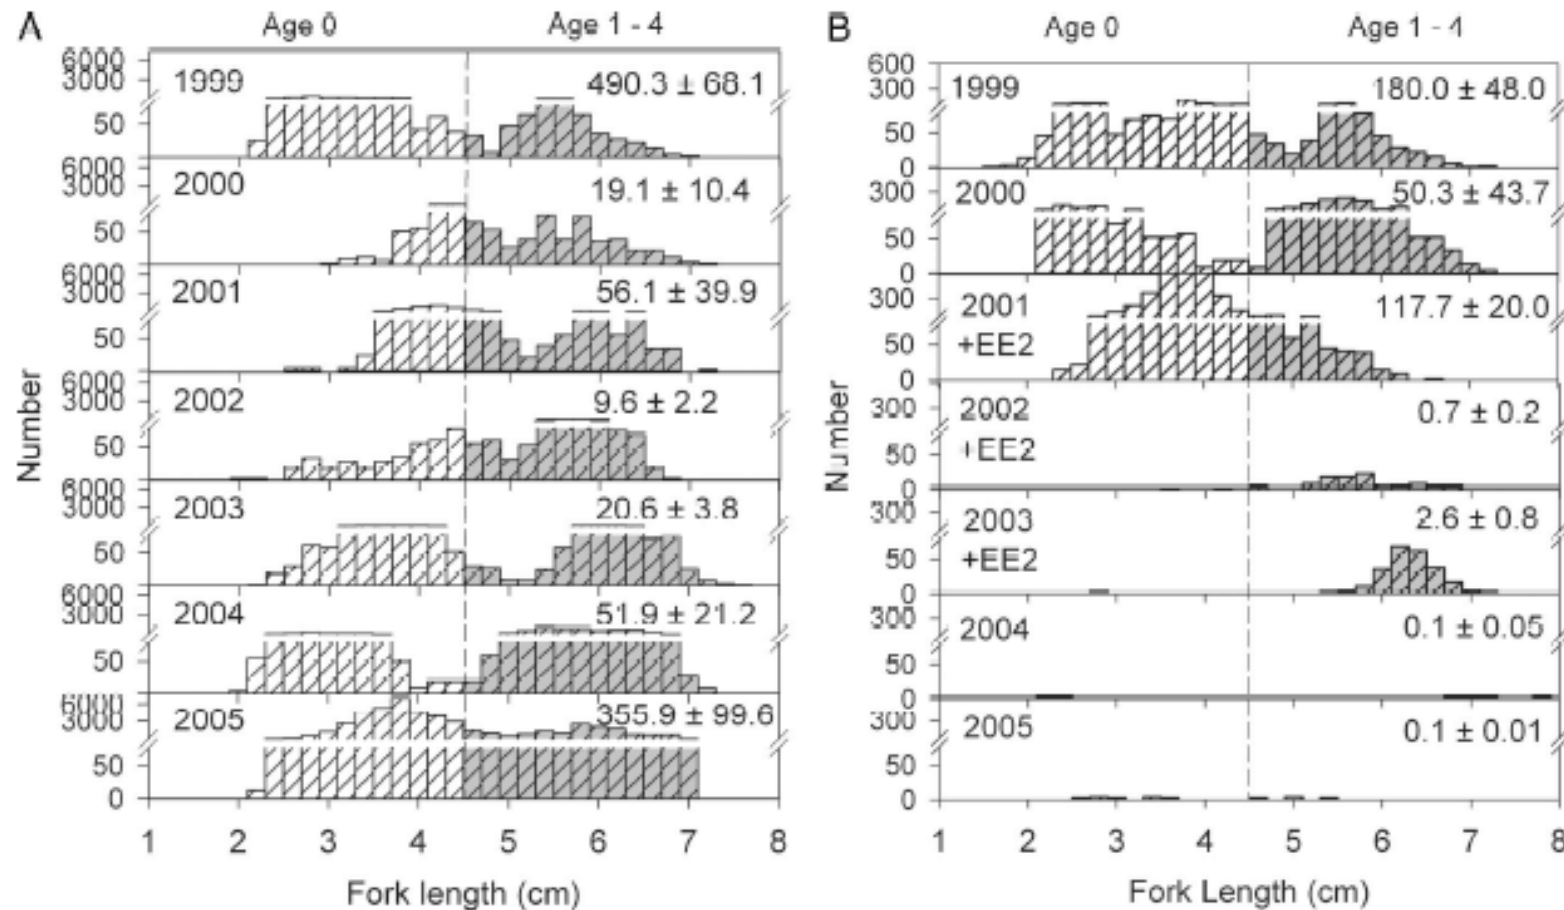 A Age 0 Age 1 - 4
6000
3000
1999 490.3 ± 68.1
50
6000
3000
2000 19.1 ± 10.4
50
6000
3000
2001 56.1 ± 39.9
50
6000
3000
2002 9.6 ± 2.2
50
6000
3000
2003 20.6 ± 3.8
50
6000
3000
2004 51.9 ± 21.2
50
6000
3000
2005 355.9 ± 99.6
50
0
1 2 3 4 5 6 7 8
Fork length (cm)
Number
B Age 0 Age 1 - 4
600
300
1999 180.0 ± 48.0
50
0
300
2000 50.3 ± 43.7
50
0
300
2001 117.7 ± 20.0
+EE2
50
0
300
2002 0.7 ± 0.2
+EE2
50
0
300
2003 2.6 ± 0.8
+EE2
50
0
300
2004 0.1 ± 0.05
50
0
300
2005 0.1 ± 0.01
50
0
1 2 3 4 5 6 7 8
Fork Length (cm)
Number